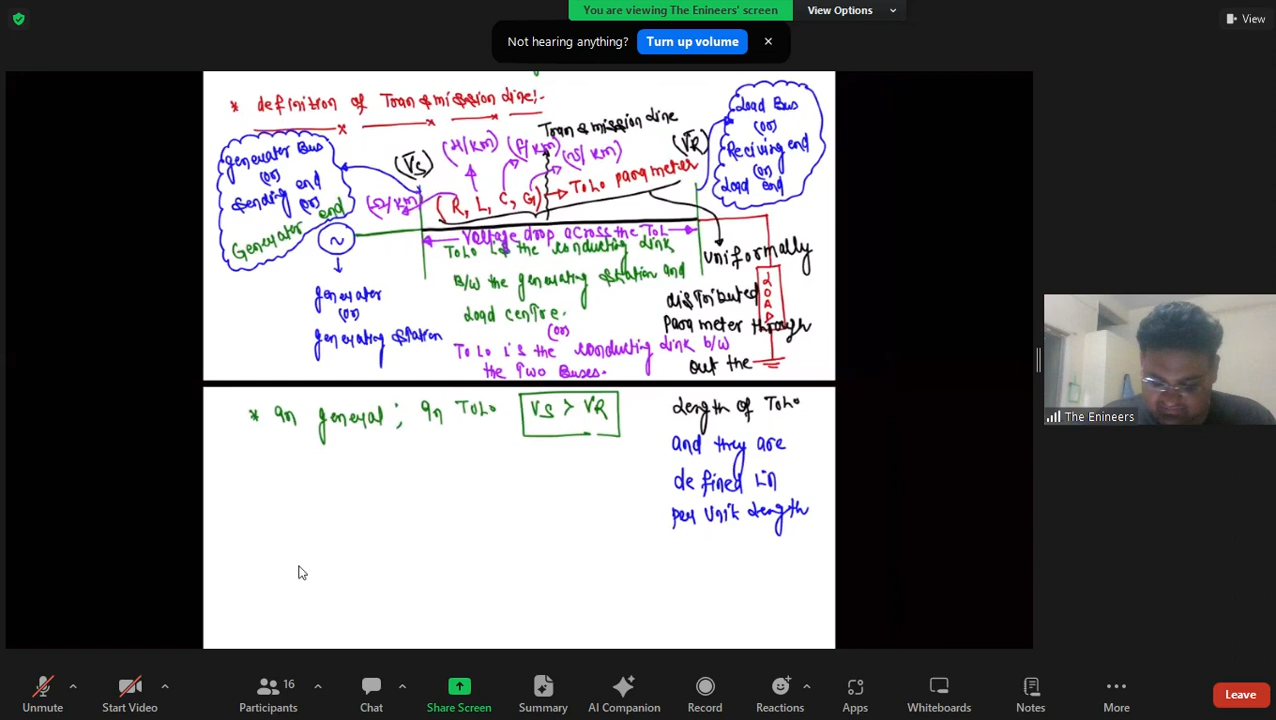 You are viewing The Enineers' screen
View Options
View
Not hearing anything?
Turn up volume
* definition of Transmission Line:-
Transmission Line
Generator Bus
(or)
Sending end
(or)
Generator end
(VS)
(Ω/km)
(H/km)
(F/km)
(℧/km)
(R, L, C, G)
T.L. parameter
(VR)
Load Bus
(or)
Reciving end
(or)
Load end
~
Voltage drop across the T.L
T.L. is the conducting link
B/w the generating station and
Load centre.
(or)
T.L. is the conducting link b/w
the Two Buses.
generator
(or)
generating station
uniformally
distributed
parameter through
out the
LOAD
* In general; In T.L. VS > VR
Length of T.L.
and they are
defined in
per Unit Length
The Enineers
Unmute
Start Video
16
Participants
Chat
Share Screen
Summary
AI Companion
Record
Reactions
Apps
Whiteboards
Notes
More
Leave